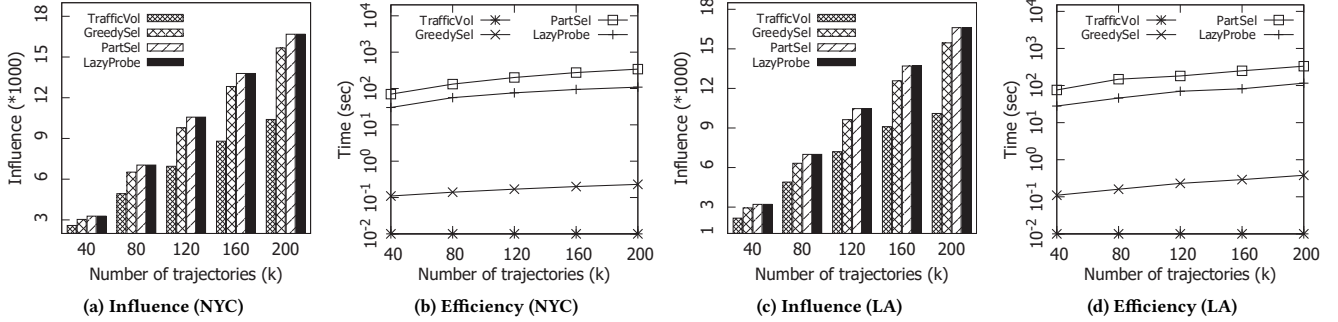 Influence (*1000)
18
15
12
9
6
3
TrafficVol
GreedySel
PartSel
LazyProbe
40 80 120 160 200
Number of trajectories (k)
(a) Influence (NYC)
Time (sec)
10^4
10^3
10^2
10^1
10^0
10^-1
10^-2
TrafficVol
GreedySel
PartSel
LazyProbe
40 80 120 160 200
Number of trajectories (k)
(b) Efficiency (NYC)
Influence (*1000)
18
15
12
9
6
3
1
TrafficVol
GreedySel
PartSel
LazyProbe
40 80 120 160 200
Number of trajectories (k)
(c) Influence (LA)
Time (sec)
10^4
10^3
10^2
10^1
10^0
10^-1
10^-2
TrafficVol
GreedySel
PartSel
LazyProbe
40 80 120 160 200
Number of trajectories (k)
(d) Efficiency (LA)